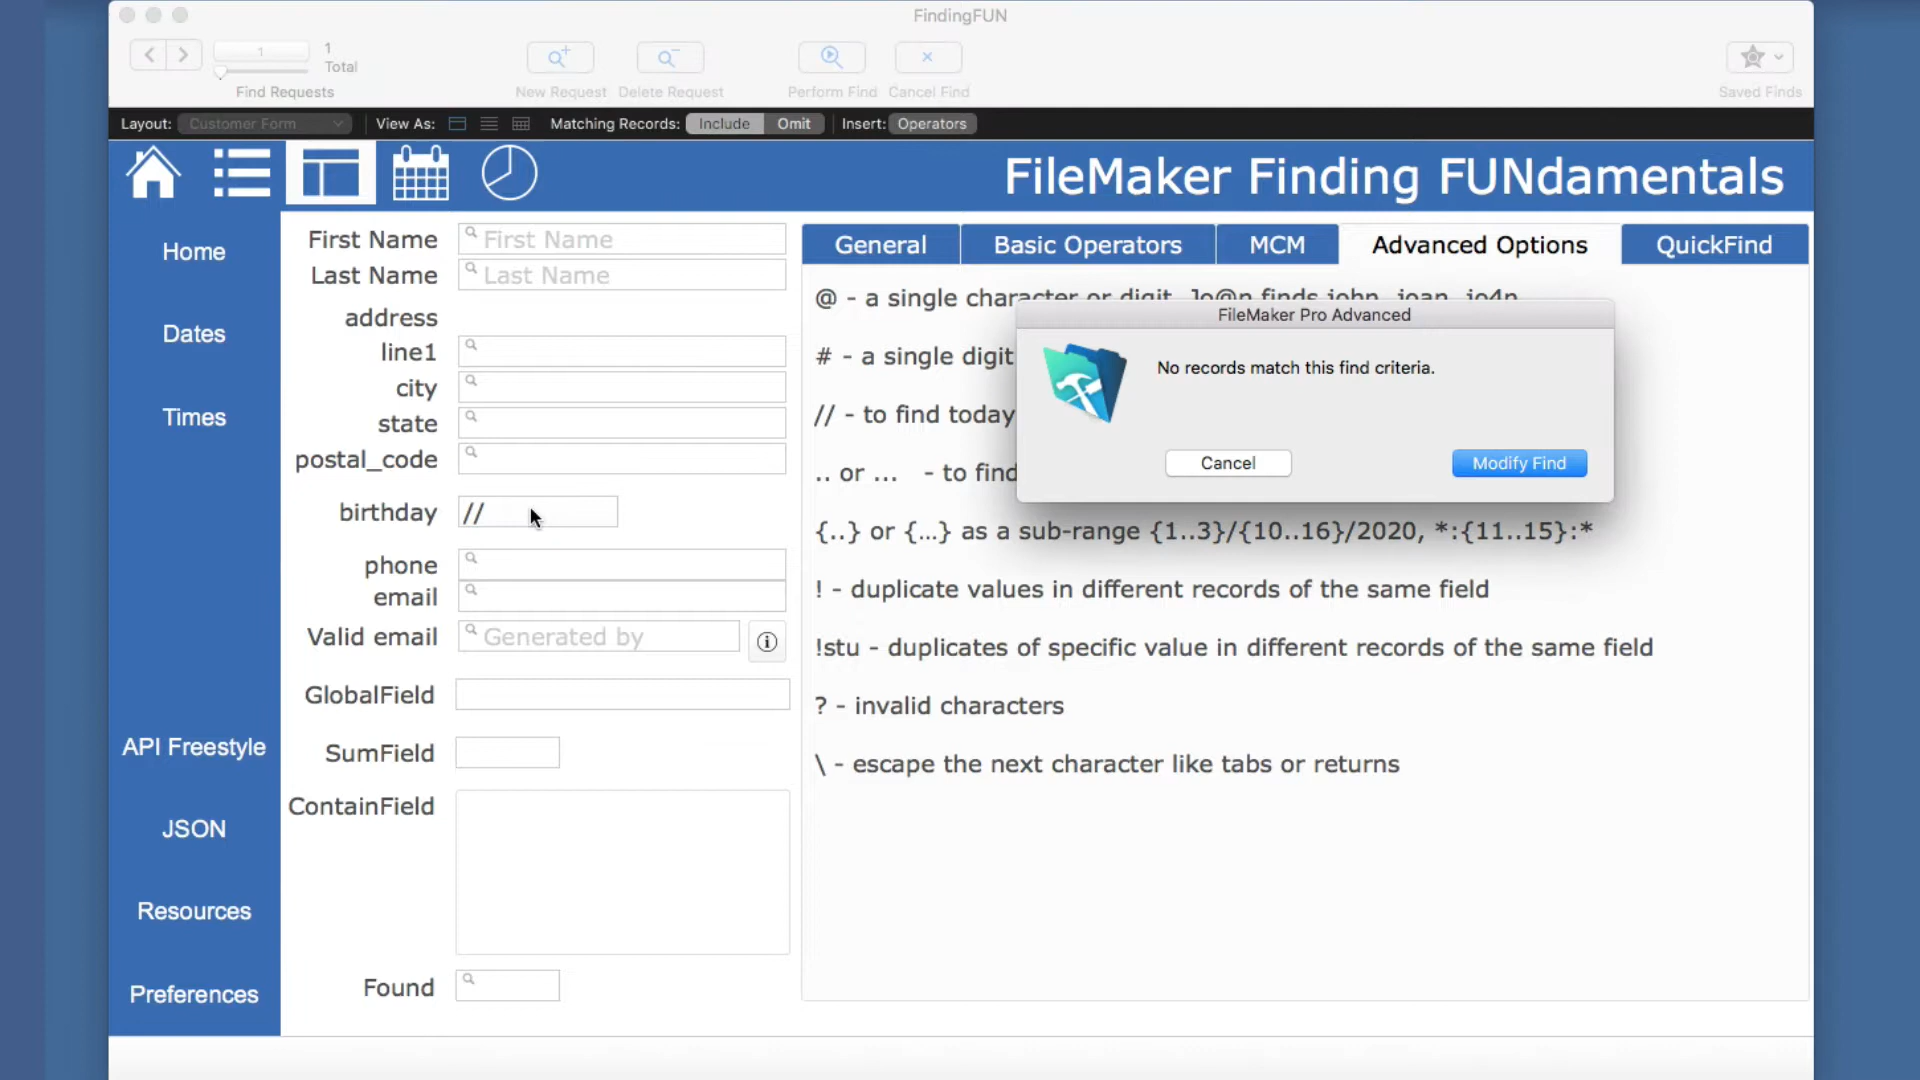 FindingFUN
1
1
Total
Find Requests
New Request
Delete Request
Perform Find
Cancel Find
Saved Finds
Layout: Customer Form
View As:
Matching Records: Include Omit
Insert: Operators
FileMaker Finding FUNdamentals
Home
Dates
Times
API Freestyle
JSON
Resources
Preferences
First Name First Name
Last Name Last Name
address
line1
city
state
postal_code
birthday //
phone
email
Valid email Generated by
GlobalField
SumField
ContainField
Found
General
Basic Operators
MCM
Advanced Options
QuickFind
@ - a single character or digit, Jo@n finds john, joan, jo4n
# - a single digit
// - to find today
.. or ... - to find
{..} or {...} as a sub-range {1..3}/{10..16}/2020, *:{11..15}:*
! - duplicate values in different records of the same field
!stu - duplicates of specific value in different records of the same field
? - invalid characters
\ - escape the next character like tabs or returns
FileMaker Pro Advanced
No records match this find criteria.
Cancel
Modify Find